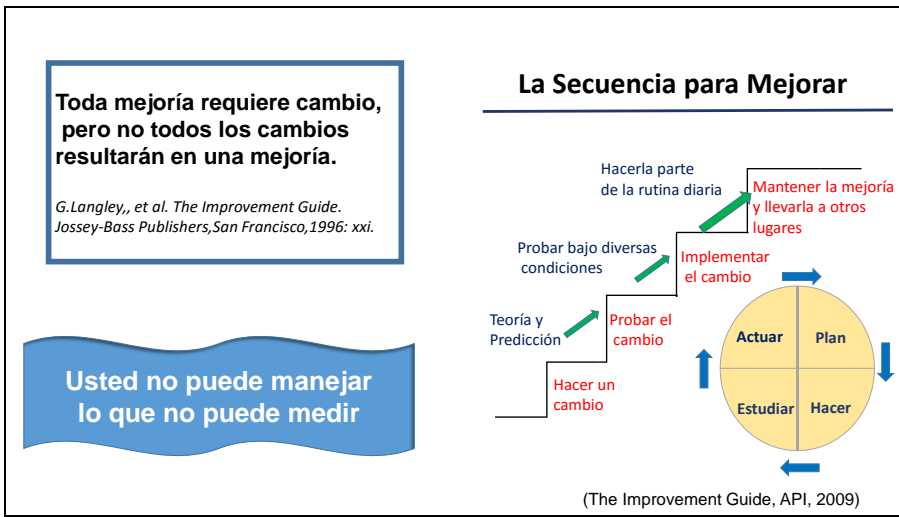 Toda mejoría requiere cambio,
pero no todos los cambios
resultarán en una mejoría.
G.Langley,, et al. The Improvement Guide.
Jossey-Bass Publishers,San Francisco,1996: xxi.
Usted no puede manejar
lo que no puede medir
La Secuencia para Mejorar
Hacerla parte
de la rutina diaria
Mantener la mejoría
y llevarla a otros
lugares
Probar bajo diversas
condiciones
Implementar
el cambio
Teoría y
Predicción
Probar el
cambio
Hacer un
cambio
Actuar
Plan
Estudiar
Hacer
(The Improvement Guide, API, 2009)